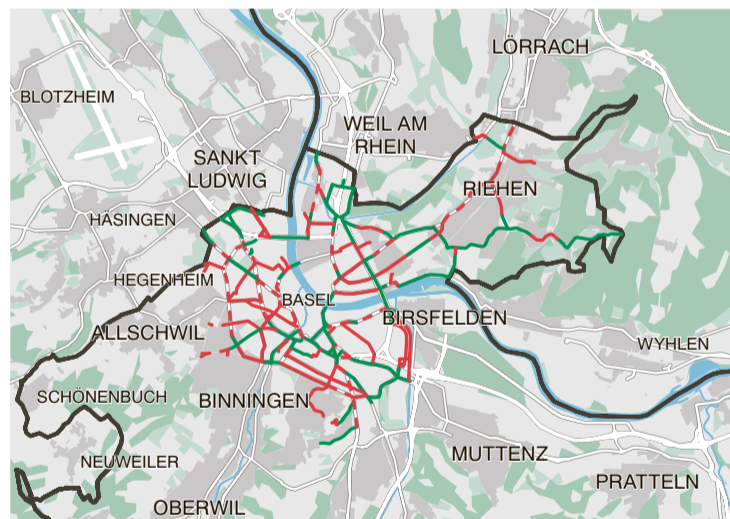 LÖRRACH
BLOTZHEIM
WEIL AM
RHEIN
SANKT
LUDWIG
RIEHEN
HÄSINGEN
HEGENHEIM
BASEL
BIRSFELDEN
ALLSCHWIL
WYHLEN
SCHÖNENBUCH
BINNINGEN
MUTTENZ
NEUWEILER
PRATTELN
OBERWIL